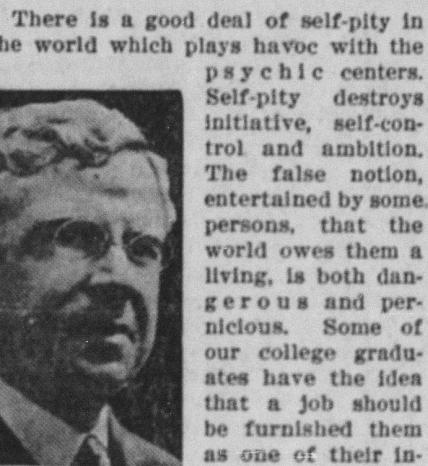 There is a good deal of self-pity in
he world which plays havoc with the
psychic centers.
Self-pity destroys
initiative, self-con-
trol and ambition.
The false notion,
entertained by some
persons, that the
world owes them a
living, is both dan-
gerous and per-
nicious. Some of
our college gradu-
ates have the idea
that a job should
be furnished them
as one of their in-